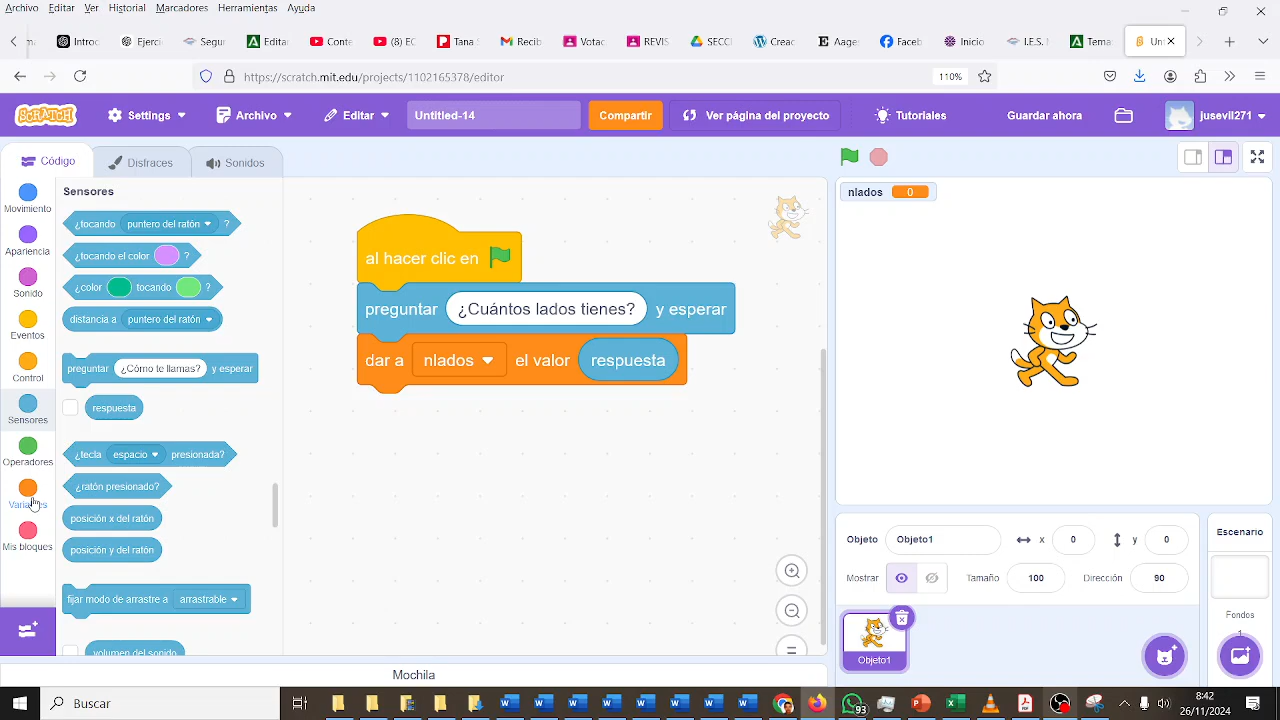 Archivo Editar Ver Historial Marcadores Herramientas Ayuda
Introc Ejerci Segur Editar Conte (8) EC Tana S Recib Votac REVIS SECCI Creac Aage Faceb Inicio I.E.S. I Tema: Un
https://scratch.mit.edu/projects/1102165378/editor 110%
SCRATCH Settings Archivo Editar Untitled-14 Compartir Ver página del proyecto Tutoriales Guardar ahora jusevil271
Código Disfraces Sonidos
Movimiento
Apariencia
Sonido
Eventos
Control
Sensores
Operadores
Variables
Mis bloques
Sensores
¿tocando puntero del ratón ?
¿tocando el color ?
¿color tocando ?
distancia a puntero del ratón
preguntar ¿Cómo te llamas? y esperar
respuesta
¿tecla espacio presionada?
¿ratón presionado?
posición x del ratón
posición y del ratón
fijar modo de arrastre a arrastrable
volumen del sonido
al hacer clic en
preguntar ¿Cuántos lados tienes? y esperar
dar a nlados el valor respuesta
nlados 0
Objeto Objeto1 x 0 y 0
Mostrar Tamaño 100 Dirección 90
Objeto1
Escenario
Fondos
1
Mochila
Buscar
93
8:42
26/11/2024